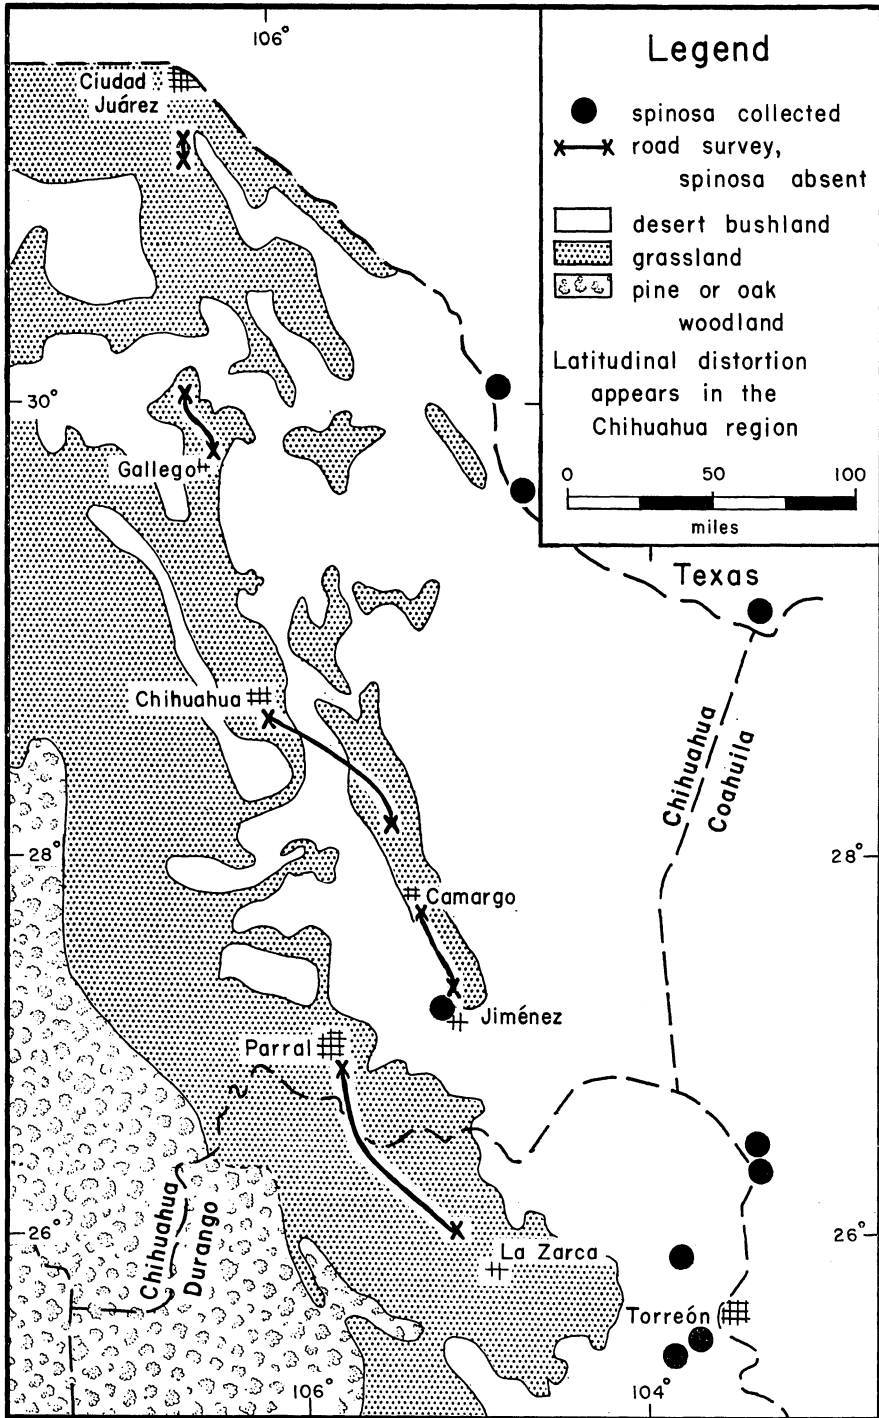 106°
Legend
spinosa collected
road survey,
spinosa absent
desert bushland
grassland
pine or oak
woodland
Latitudinal distortion
appears in the
Chihuahua region
0 50 100
miles
Ciudad
Juárez
30°
Gallego
Texas
Chihuahua
Chihuahua
Coahuila
28°
28°
Camargo
Jiménez
Parral
Chihuahua
Durango
26°
26°
La Zarca
Torreón
106°
104°